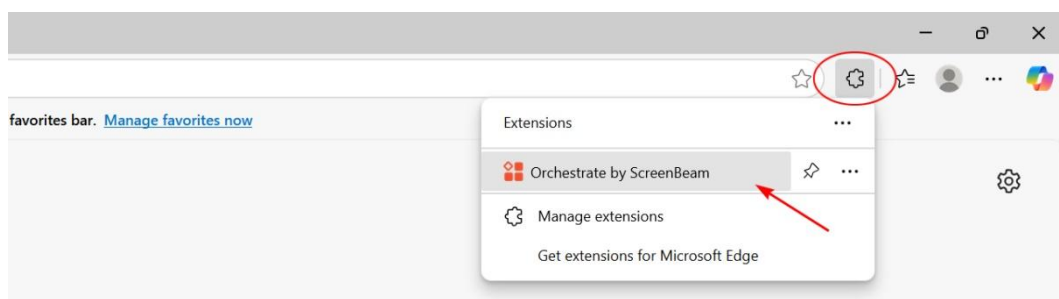 favorites bar. Manage favorites now
Extensions
Orchestrate by ScreenBeam
Manage extensions
Get extensions for Microsoft Edge